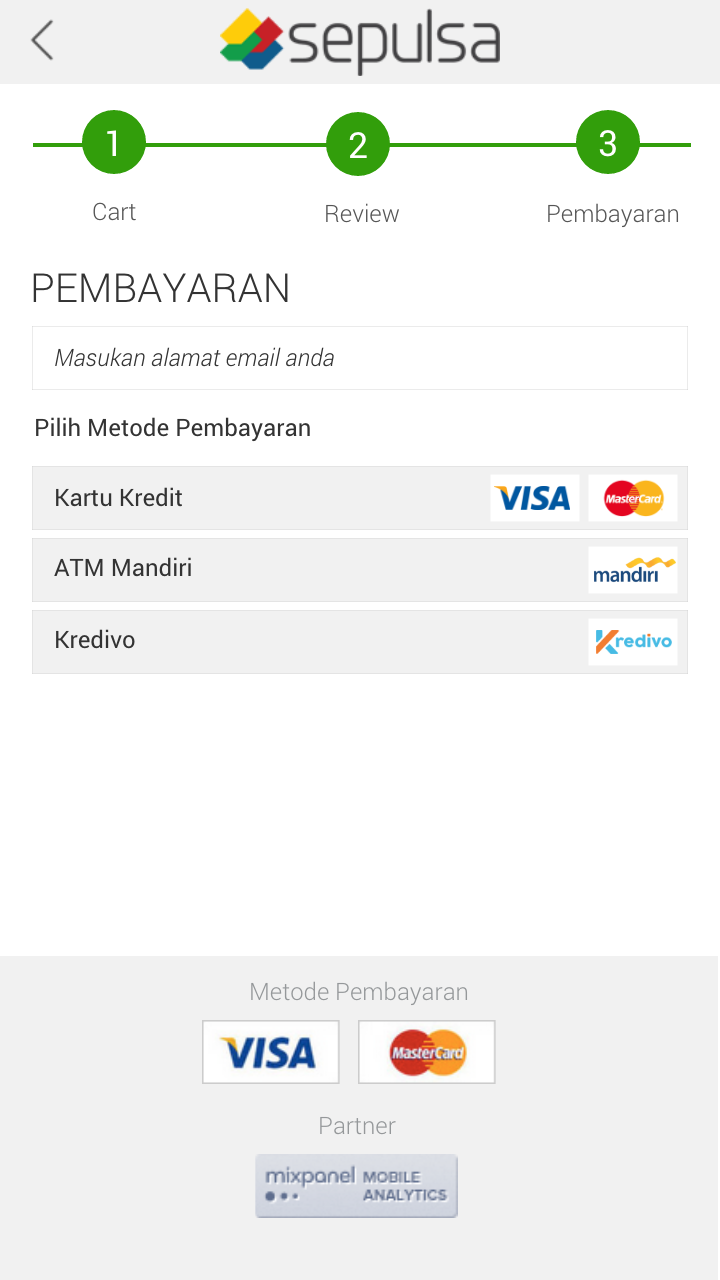 sepulsa
1 2 3
Cart Review Pembayaran
PEMBAYARAN
Masukan alamat email anda
Pilih Metode Pembayaran
Kartu Kredit VISA MasterCard
ATM Mandiri mandırı
Kredivo Kredivo
Metode Pembayaran
VISA MasterCard
Partner
mixpanel MOBILE
ANALYTICS